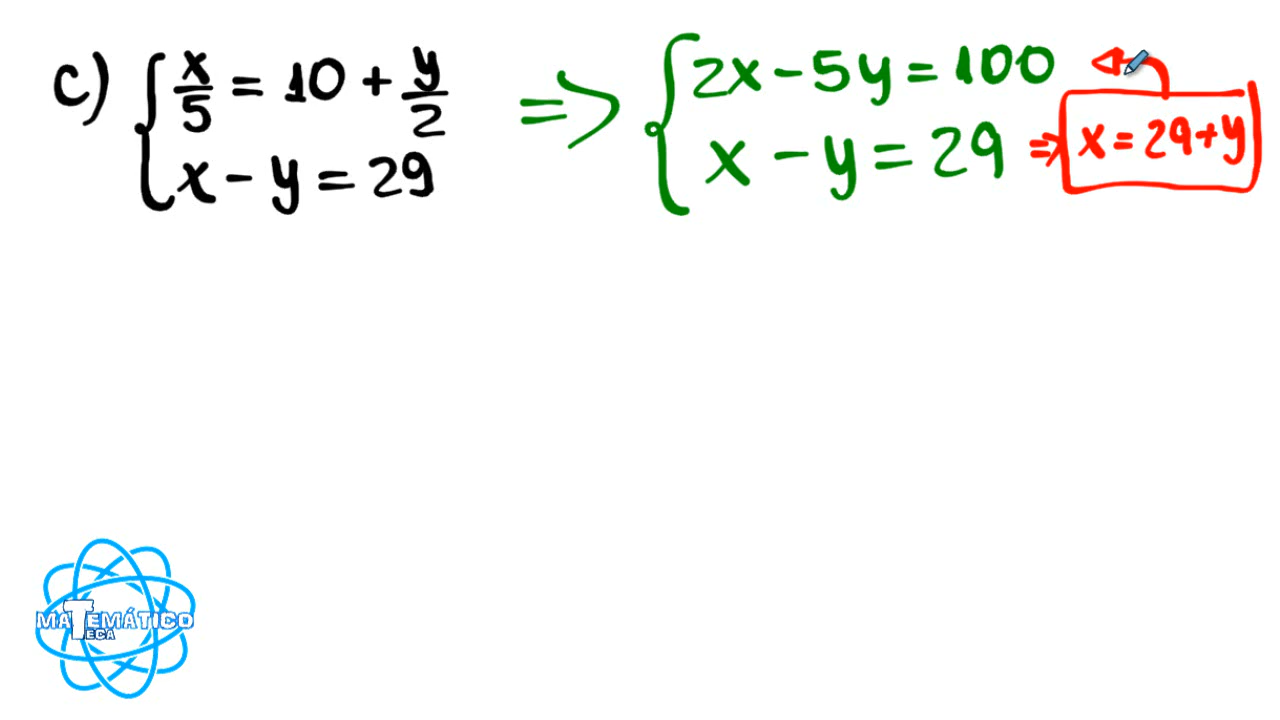 c) { x/5 = 10 + y/2 => { 2x - 5y = 100
x - y = 29 x - y = 29 => x = 29 + y
MATEMÁTICO
TECA